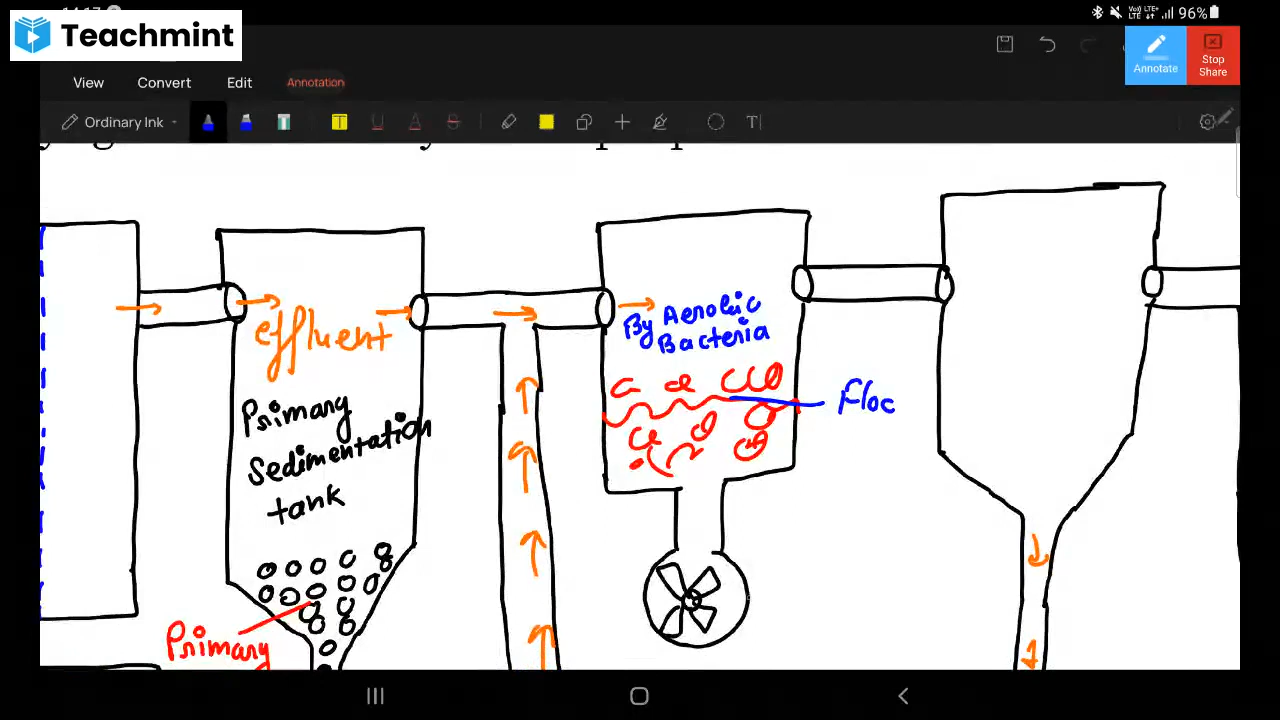 Teachmint
96%
Annotate
Stop
Share
View
Convert
Edit
Annotation
Ordinary Ink
effluent
Primary
Sedimentation
tank
By Aerobic
Bacteria
Floc
Primary